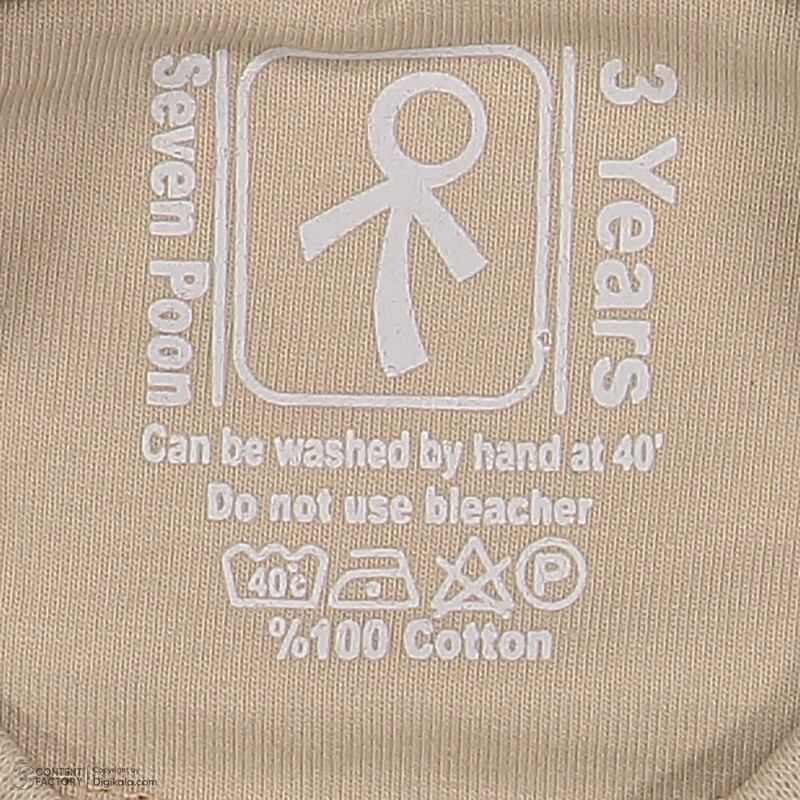 Seven Poon
3 Years
Can be washed by hand at 40'
Do not use bleacher
40c P
%100 Cotton
CONTENT FACTORY
Copyright by Digikala.com